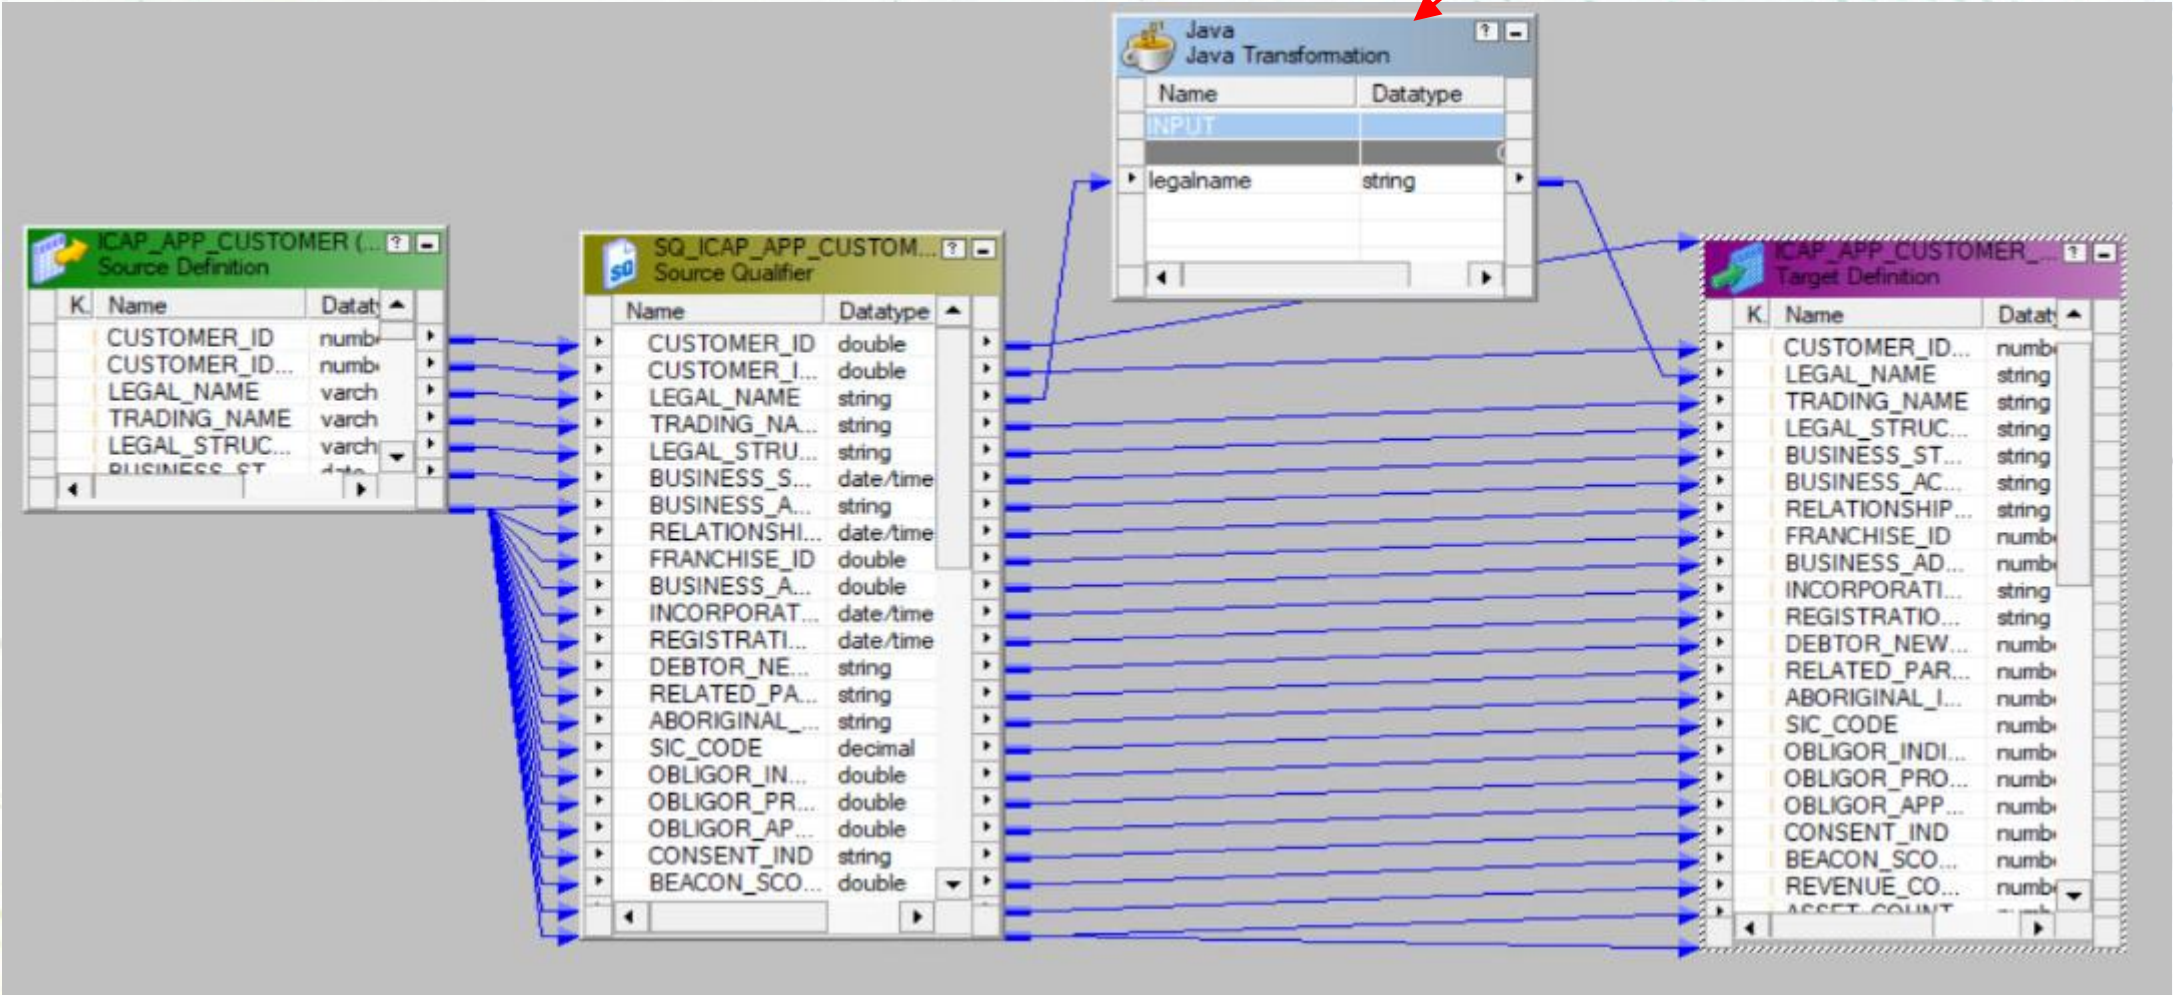 Java
Java Transformation
Name Datatype
INPUT
legalname string
ICAP_APP_CUSTOMER (...
Source Definition
K. Name Datat
CUSTOMER_ID numb
CUSTOMER_ID... numb
LEGAL_NAME varch
TRADING_NAME varch
LEGAL_STRUC... varch
BUSINESS_ST date
SQ_ICAP_APP_CUSTOM...
Source Qualifier
Name Datatype
CUSTOMER_ID double
CUSTOMER_I... double
LEGAL_NAME string
TRADING_NA... string
LEGAL_STRU... string
BUSINESS_S... date/time
BUSINESS_A... string
RELATIONSHI... date/time
FRANCHISE_ID double
BUSINESS_A... double
INCORPORAT... date/time
REGISTRATI... date/time
DEBTOR_NE... string
RELATED_PA... string
ABORIGINAL_... string
SIC_CODE decimal
OBLIGOR_IN... double
OBLIGOR_PR... double
OBLIGOR_AP... double
CONSENT_IND string
BEACON_SCO... double
ICAP_APP_CUSTOMER_...
Target Definition
K. Name Datat
CUSTOMER_ID... numb
LEGAL_NAME string
TRADING_NAME string
LEGAL_STRUC... string
BUSINESS_ST... string
BUSINESS_AC... string
RELATIONSHIP... string
FRANCHISE_ID numb
BUSINESS_AD... numb
INCORPORATI... string
REGISTRATIO... string
DEBTOR_NEW... numb
RELATED_PAR... numb
ABORIGINAL_I... numb
SIC_CODE numb
OBLIGOR_INDI... numb
OBLIGOR_PRO... numb
OBLIGOR_APP... numb
CONSENT_IND numb
BEACON_SCO... numb
REVENUE_CO... numb
ASSET_COUNT numb